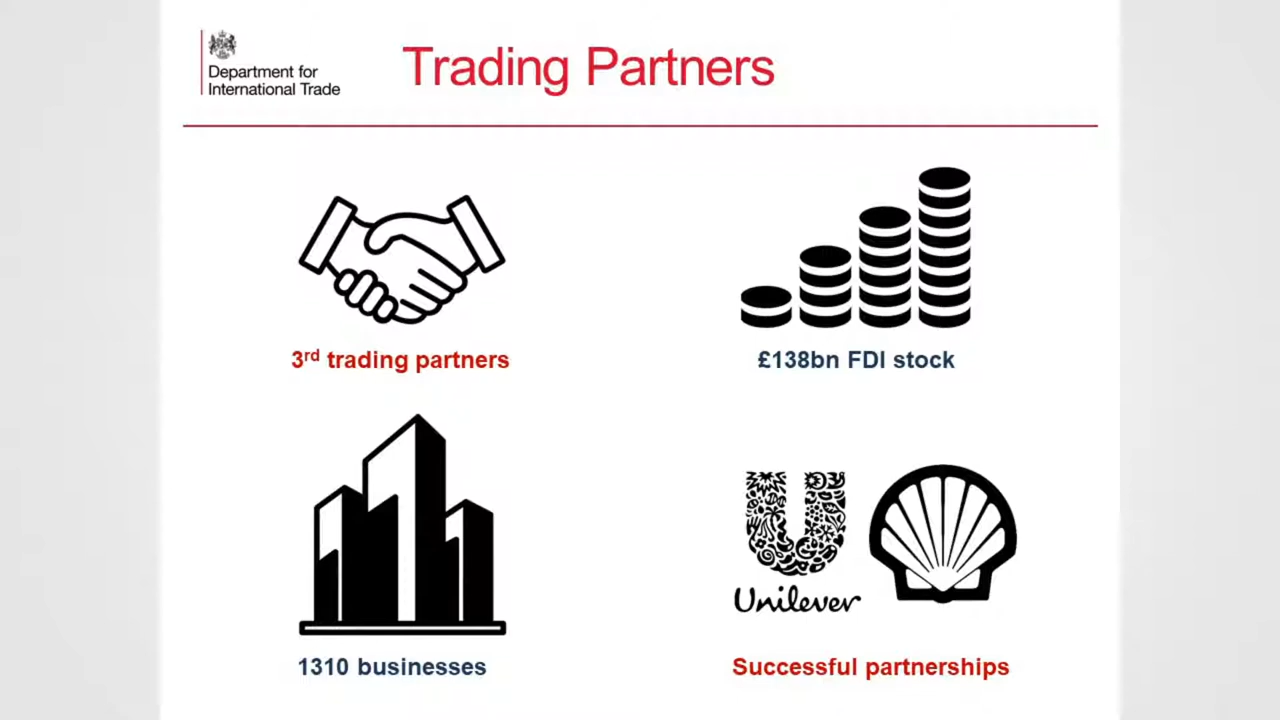 Department for
International Trade
Trading Partners
3rd trading partners
£138bn FDI stock
Unilever
1310 businesses
Successful partnerships